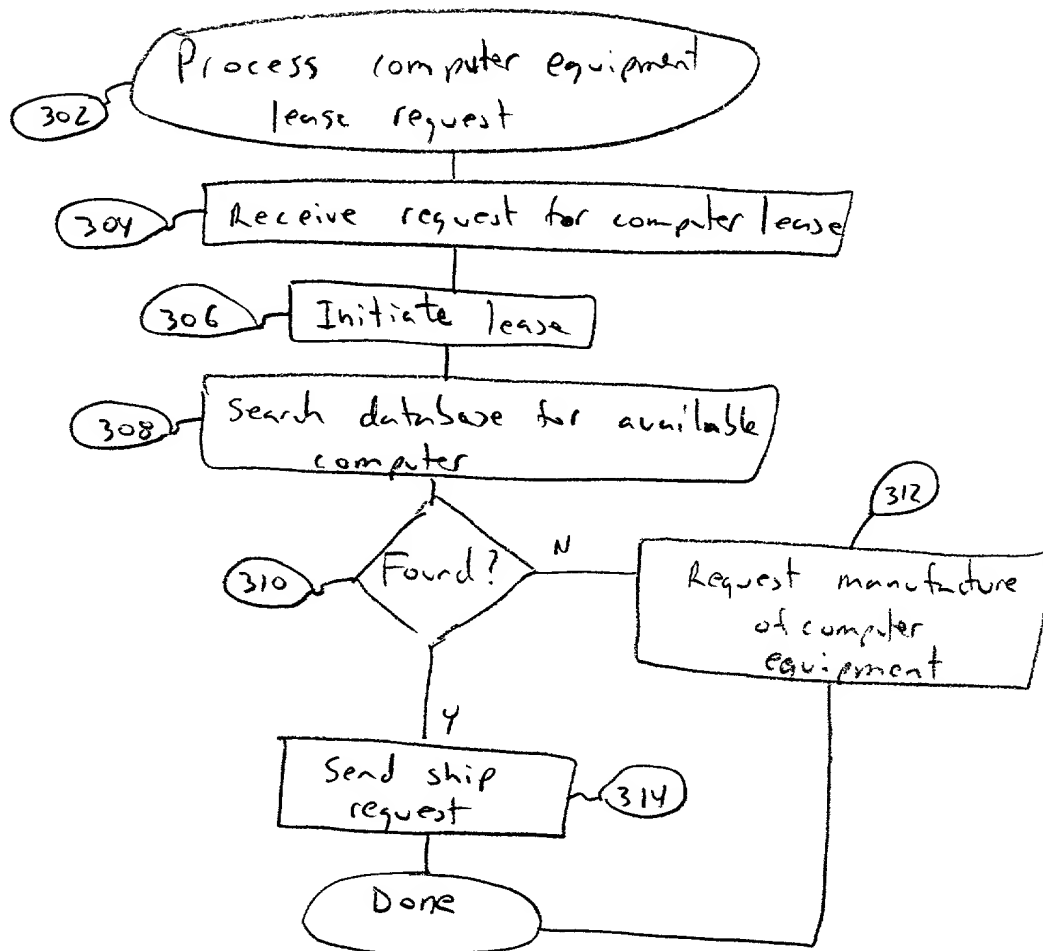 Process computer equipment
lease request
302
Receive request for computer lease
304
Initiate lease
306
Search database for available
computer
308
312
Found?
N
310
Request manufacture
of computer
equipment
Y
Send ship
request
314
Done